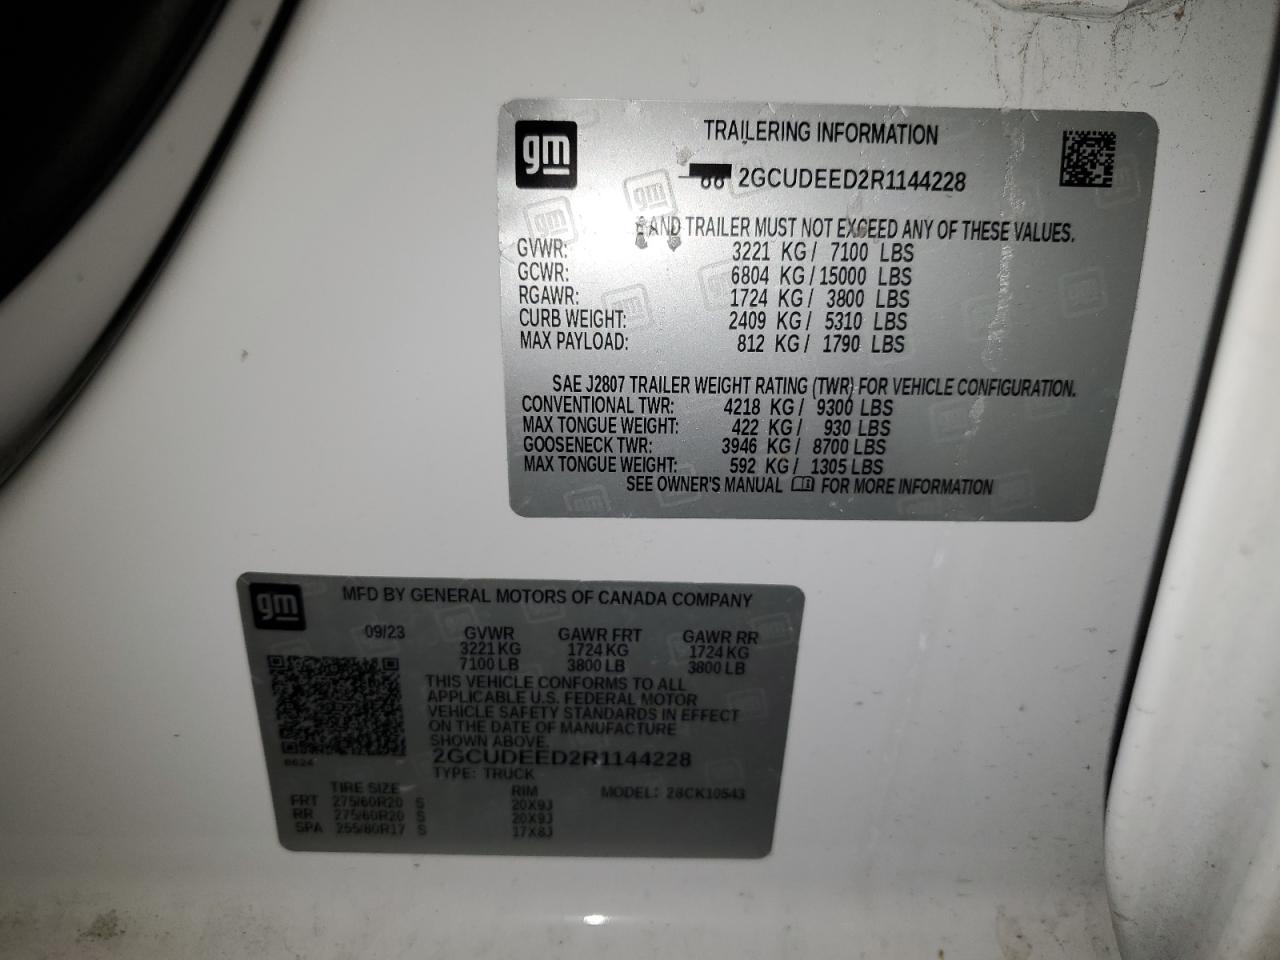 gm
TRAILERING INFORMATION
2GCUDEED2R1144228
AND TRAILER MUST NOT EXCEED ANY OF THESE VALUES.
GVWR: 3221 KG / 7100 LBS
GCWR: 6804 KG / 15000 LBS
RGAWR: 1724 KG / 3800 LBS
CURB WEIGHT: 2409 KG / 5310 LBS
MAX PAYLOAD: 812 KG / 1790 LBS
SAE J2807 TRAILER WEIGHT RATING (TWR) FOR VEHICLE CONFIGURATION.
CONVENTIONAL TWR: 4218 KG / 9300 LBS
MAX TONGUE WEIGHT: 422 KG / 930 LBS
GOOSENECK TWR: 3946 KG / 8700 LBS
MAX TONGUE WEIGHT: 592 KG / 1305 LBS
SEE OWNER'S MANUAL FOR MORE INFORMATION
gm
MFD BY GENERAL MOTORS OF CANADA COMPANY
09/23 GVWR GAWR FRT GAWR RR
3221 KG 1724 KG 1724 KG
7100 LB 3800 LB 3800 LB
THIS VEHICLE CONFORMS TO ALL
APPLICABLE U.S. FEDERAL MOTOR
VEHICLE SAFETY STANDARDS IN EFFECT
ON THE DATE OF MANUFACTURE
SHOWN ABOVE.
2GCUDEED2R1144228
8624
TYPE: TRUCK
TIRE SIZE RIM MODEL: 28CK10543
FRT 275/60R20 S 20X9J
RR 275/60R20 S 20X9J
SPA 255/80R17 S 17X8J